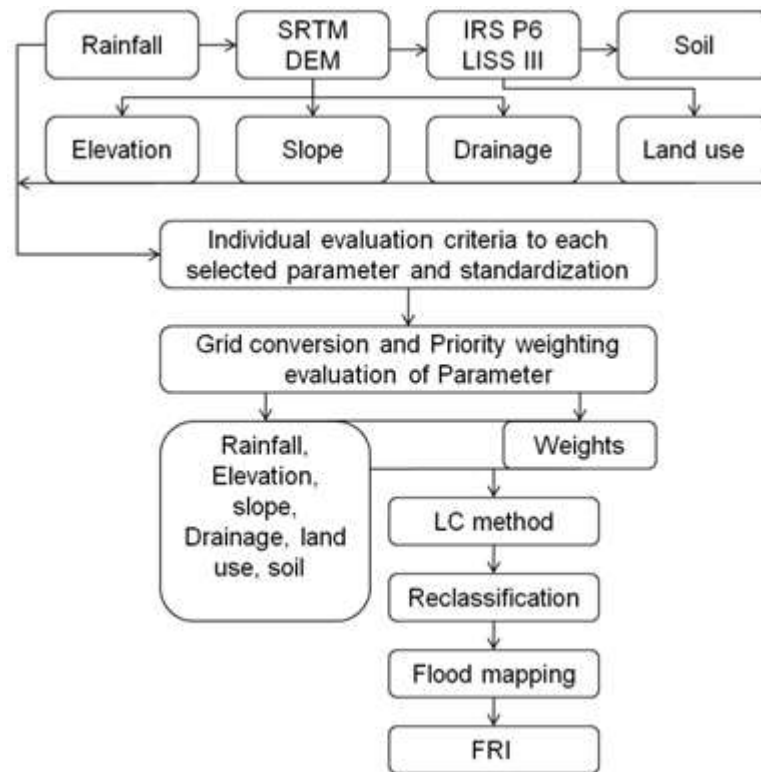 Rainfall
SRTM
DEM
IRS P6
LISS III
Soil
Elevation
Slope
Drainage
Land use
Individual evaluation criteria to each
selected parameter and standardization
Grid conversion and Priority weighting
evaluation of Parameter
Rainfall,
Elevation,
slope,
Drainage, land
use, soil
Weights
LC method
Reclassification
Flood mapping
FRI